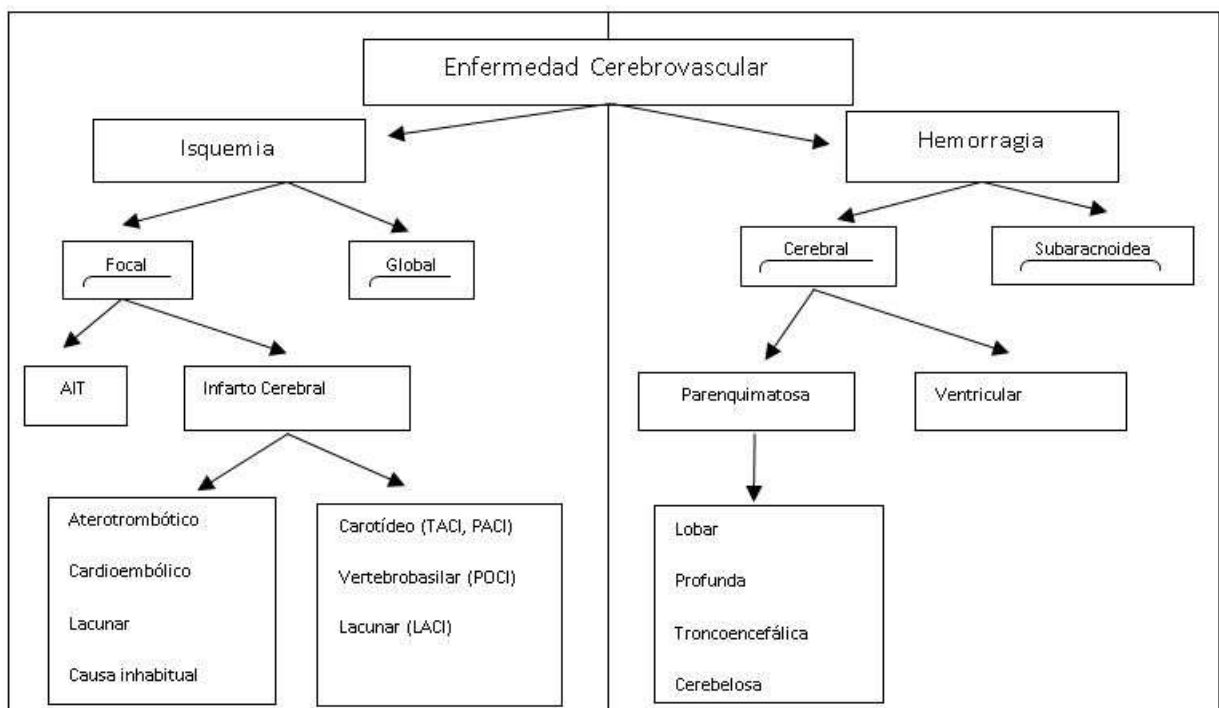 Enfermedad Cerebrovascular
Isquemia
Hemorragia
Focal
Global
Cerebral
Subaracnoidea
AIT
Infarto Cerebral
Parenquimatosa
Ventricular
Aterotrombótico
Cardioembólico
Lacunar
Causa inhabitual
Carotídeo (TACI, PACI)
Vertebrobasilar (POCI)
Lacunar (LACI)
Lobar
Profunda
Troncoencefálica
Cerebelosa